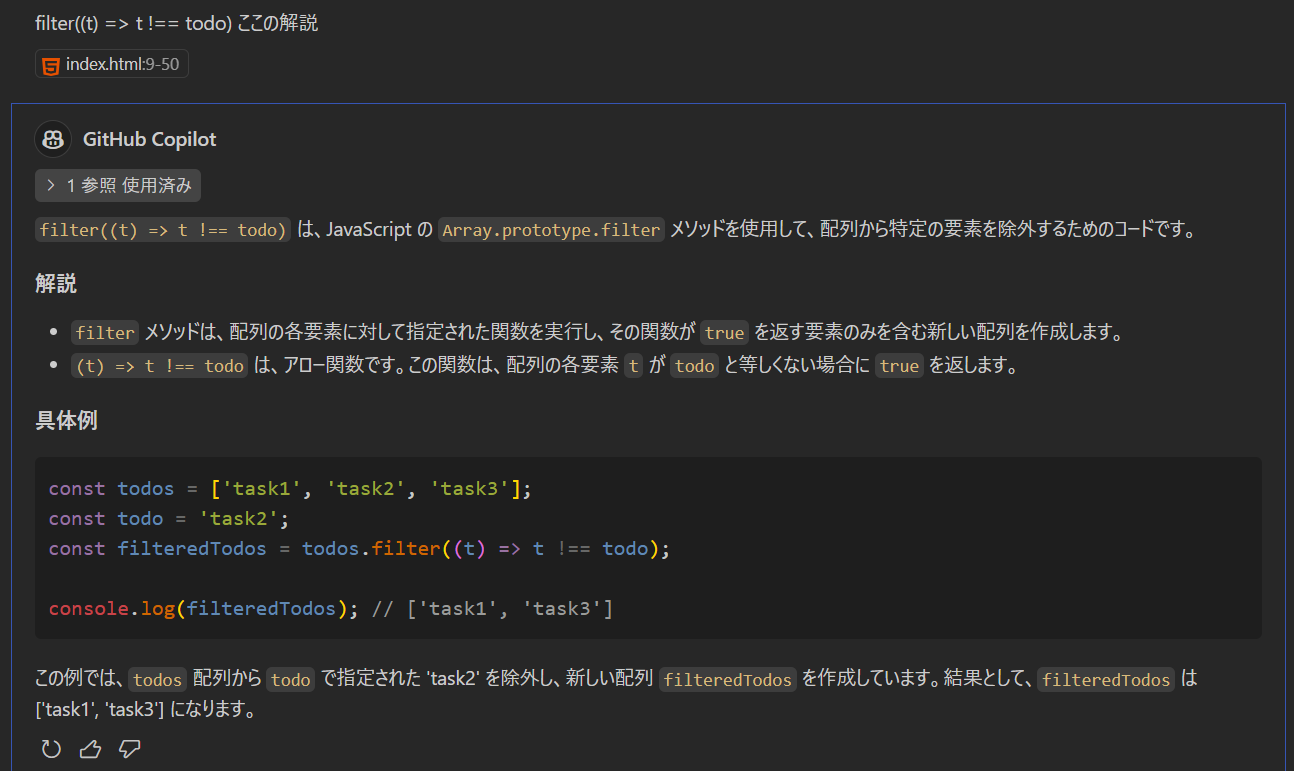 filter((t) => t !== todo) ここの解説
index.html:9-50
GitHub Copilot
1 参照 使用済み
filter((t) => t !== todo) は、JavaScript の Array.prototype.filter メソッドを使用して、配列から特定の要素を除外するためのコードです。
解説
filter メソッドは、配列の各要素に対して指定された関数を実行し、その関数が true を返す要素のみを含む新しい配列を作成します。
(t) => t !== todo は、アロー関数です。この関数は、配列の各要素 t が todo と等しくない場合に true を返します。
具体例
const todos = ['task1', 'task2', 'task3'];
const todo = 'task2';
const filteredTodos = todos.filter((t) => t !== todo);
console.log(filteredTodos); // ['task1', 'task3']
この例では、todos 配列から todo で指定された 'task2' を除外し、新しい配列 filteredTodos を作成しています。結果として、filteredTodos は
['task1', 'task3'] になります。